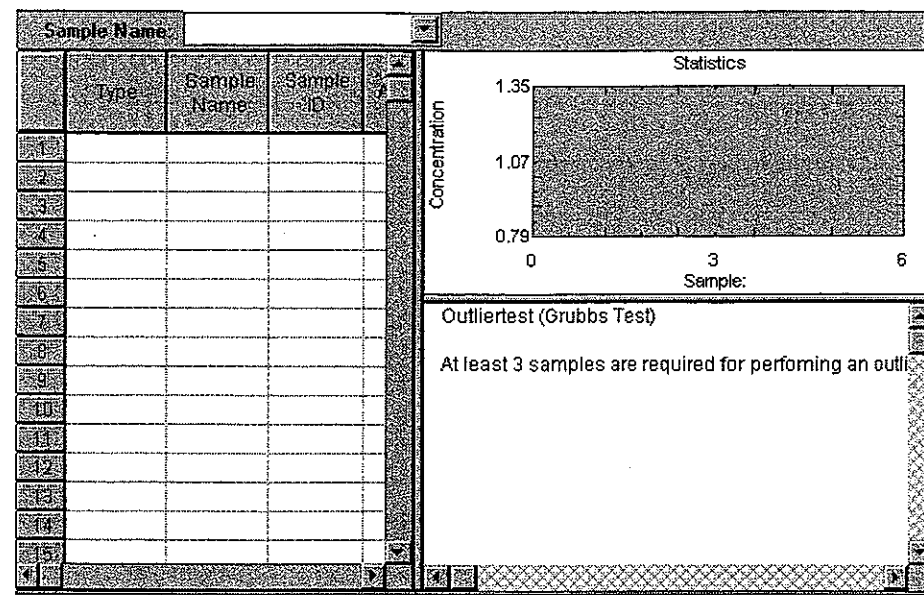 Sample Name:
Type
Sample Name
Sample ID
A
1
2
3
4
5
6
7
8
9
10
11
12
13
14
15
Statistics
Concentration
1.35
1.07
0.79
0
3
6
Sample:
Outliertest (Grubbs Test)
At least 3 samples are required for perfoming an outli